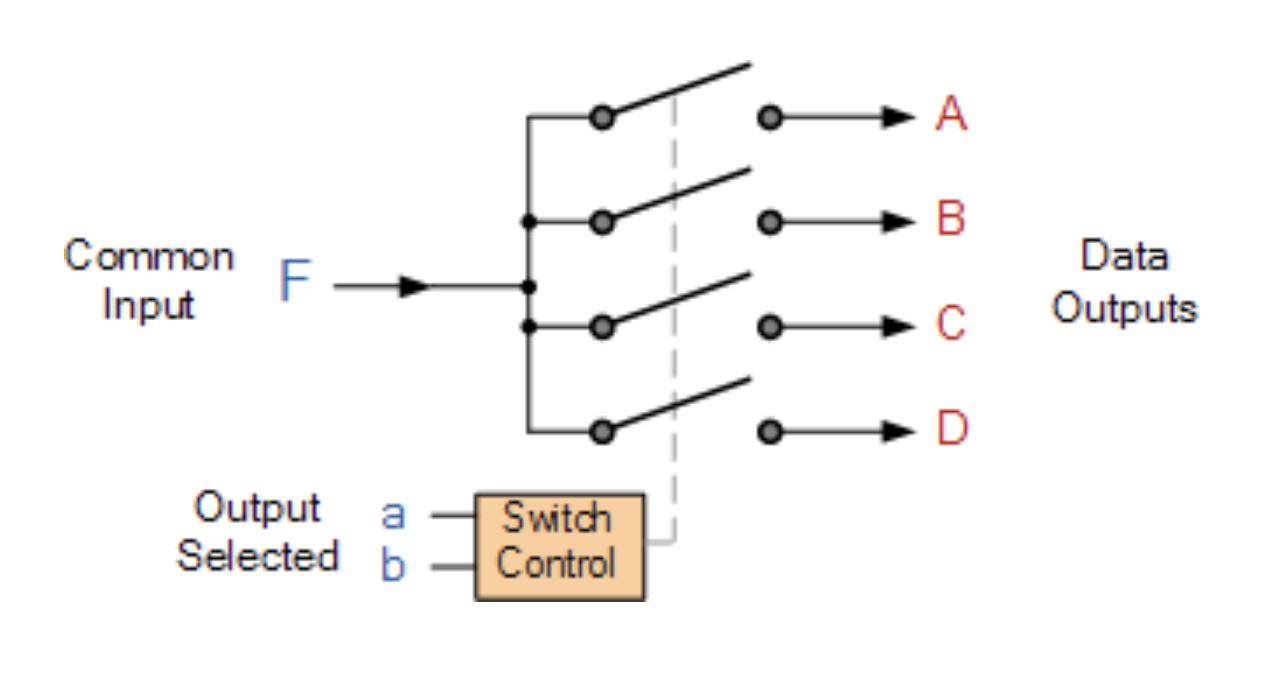 A
B
Common
Input
F
Data
Outputs
C
D
Output
Selected
a
b
Switch
Control